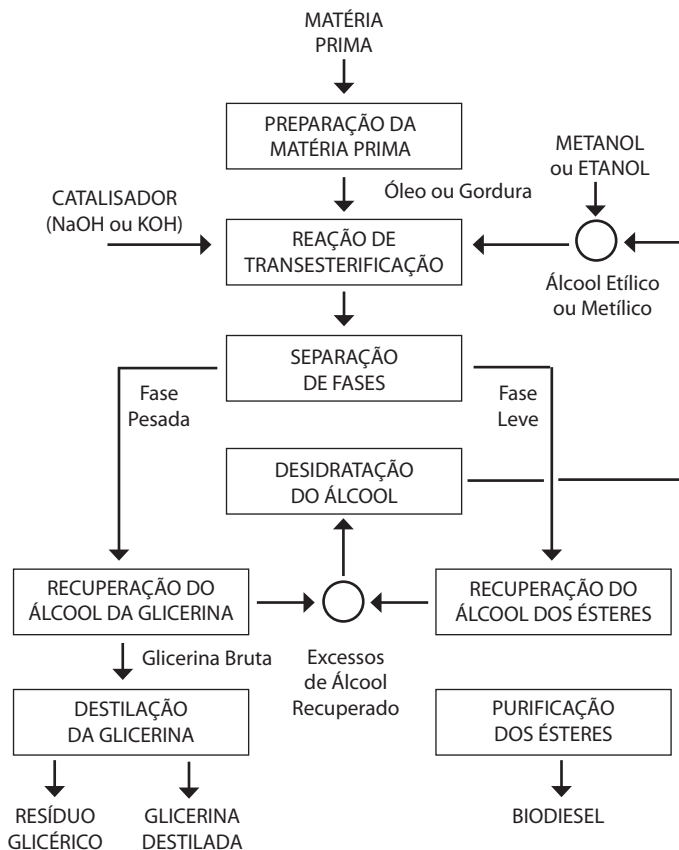 MATÉRIA
PRIMA
PREPARAÇÃO DA
MATÉRIA PRIMA
METANOL
ou ETANOL
Óleo ou Gordura
CATALISADOR
(NaOH ou KOH)
REAÇÃO DE
TRANSESTERIFICAÇÃO
Álcool Etílico
ou Metílico
SEPARAÇÃO
DE FASES
Fase
Pesada
Fase
Leve
DESIDRATAÇÃO
DO ÁLCOOL
RECUPERAÇÃO DO
ÁLCOOL DA GLICERINA
RECUPERAÇÃO DO
ÁLCOOL DOS ÉSTERES
Glicerina Bruta
Excessos
de Álcool
Recuperado
DESTILAÇÃO
DA GLICERINA
PURIFICAÇÃO
DOS ÉSTERES
RESÍDUO
GLICÉRICO
GLICERINA
DESTILADA
BIODIESEL